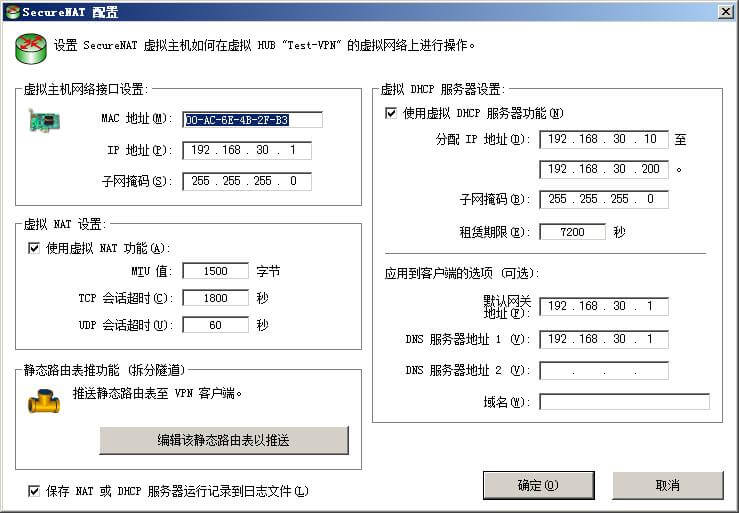 SecureNAT 配置
设置 SecureNAT 虚拟主机如何在虚拟 HUB "Test-VPN" 的虚拟网络上进行操作。
虚拟主机网络接口设置:
MAC 地址(M): 00-AC-6E-4B-2F-B3
IP 地址(P): 192 . 168 . 30 . 1
子网掩码(S): 255 . 255 . 255 . 0
虚拟 NAT 设置:
使用虚拟 NAT 功能(A):
MTU 值: 1500 字节
TCP 会话超时(C): 1800 秒
UDP 会话超时(U): 60 秒
静态路由表推功能 (拆分隧道)
推送静态路由表至 VPN 客户端。
编辑该静态路由表以推送
虚拟 DHCP 服务器设置:
使用虚拟 DHCP 服务器功能(N)
分配 IP 地址(D): 192 . 168 . 30 . 10 至
192 . 168 . 30 . 200 。
子网掩码(B): 255 . 255 . 255 . 0
租赁期限(E): 7200 秒
应用到客户端的选项 (可选):
默认网关
地址(F): 192 . 168 . 30 . 1
DNS 服务器地址 1 (V): 192 . 168 . 30 . 1
DNS 服务器地址 2 (V): . . .
域名(W):
保存 NAT 或 DHCP 服务器运行记录到日志文件(L)
确定(O)
取消